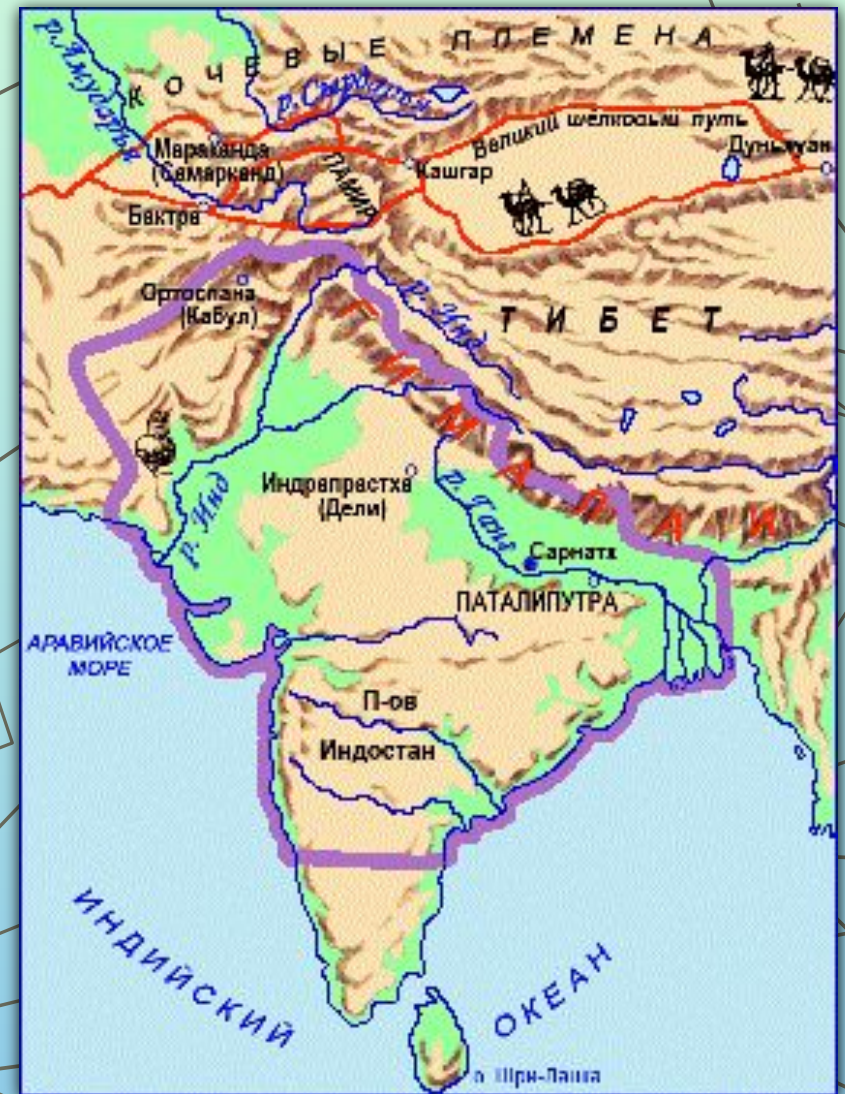 КОЧЕВЫЕ ПЛЕМЕНА
р.Амударья
р.Сырдарья
Великий шёлковый путь
Мараканда
(Самарканд)
ПАМИР
Кашгар
Дуньхуан
Бактра
Ортоспана
(Кабул)
р. Инд
ТИБЕТ
ГИМАЛАИ
Индрапрастха
(Дели)
р. Инд
р. Ганг
Сарнатх
ПАТАЛИПУТРА
АРАВИЙСКОЕ
МОРЕ
П-ов
Индостан
ИНДИЙСКИЙ ОКЕАН
о Шри-Ланка